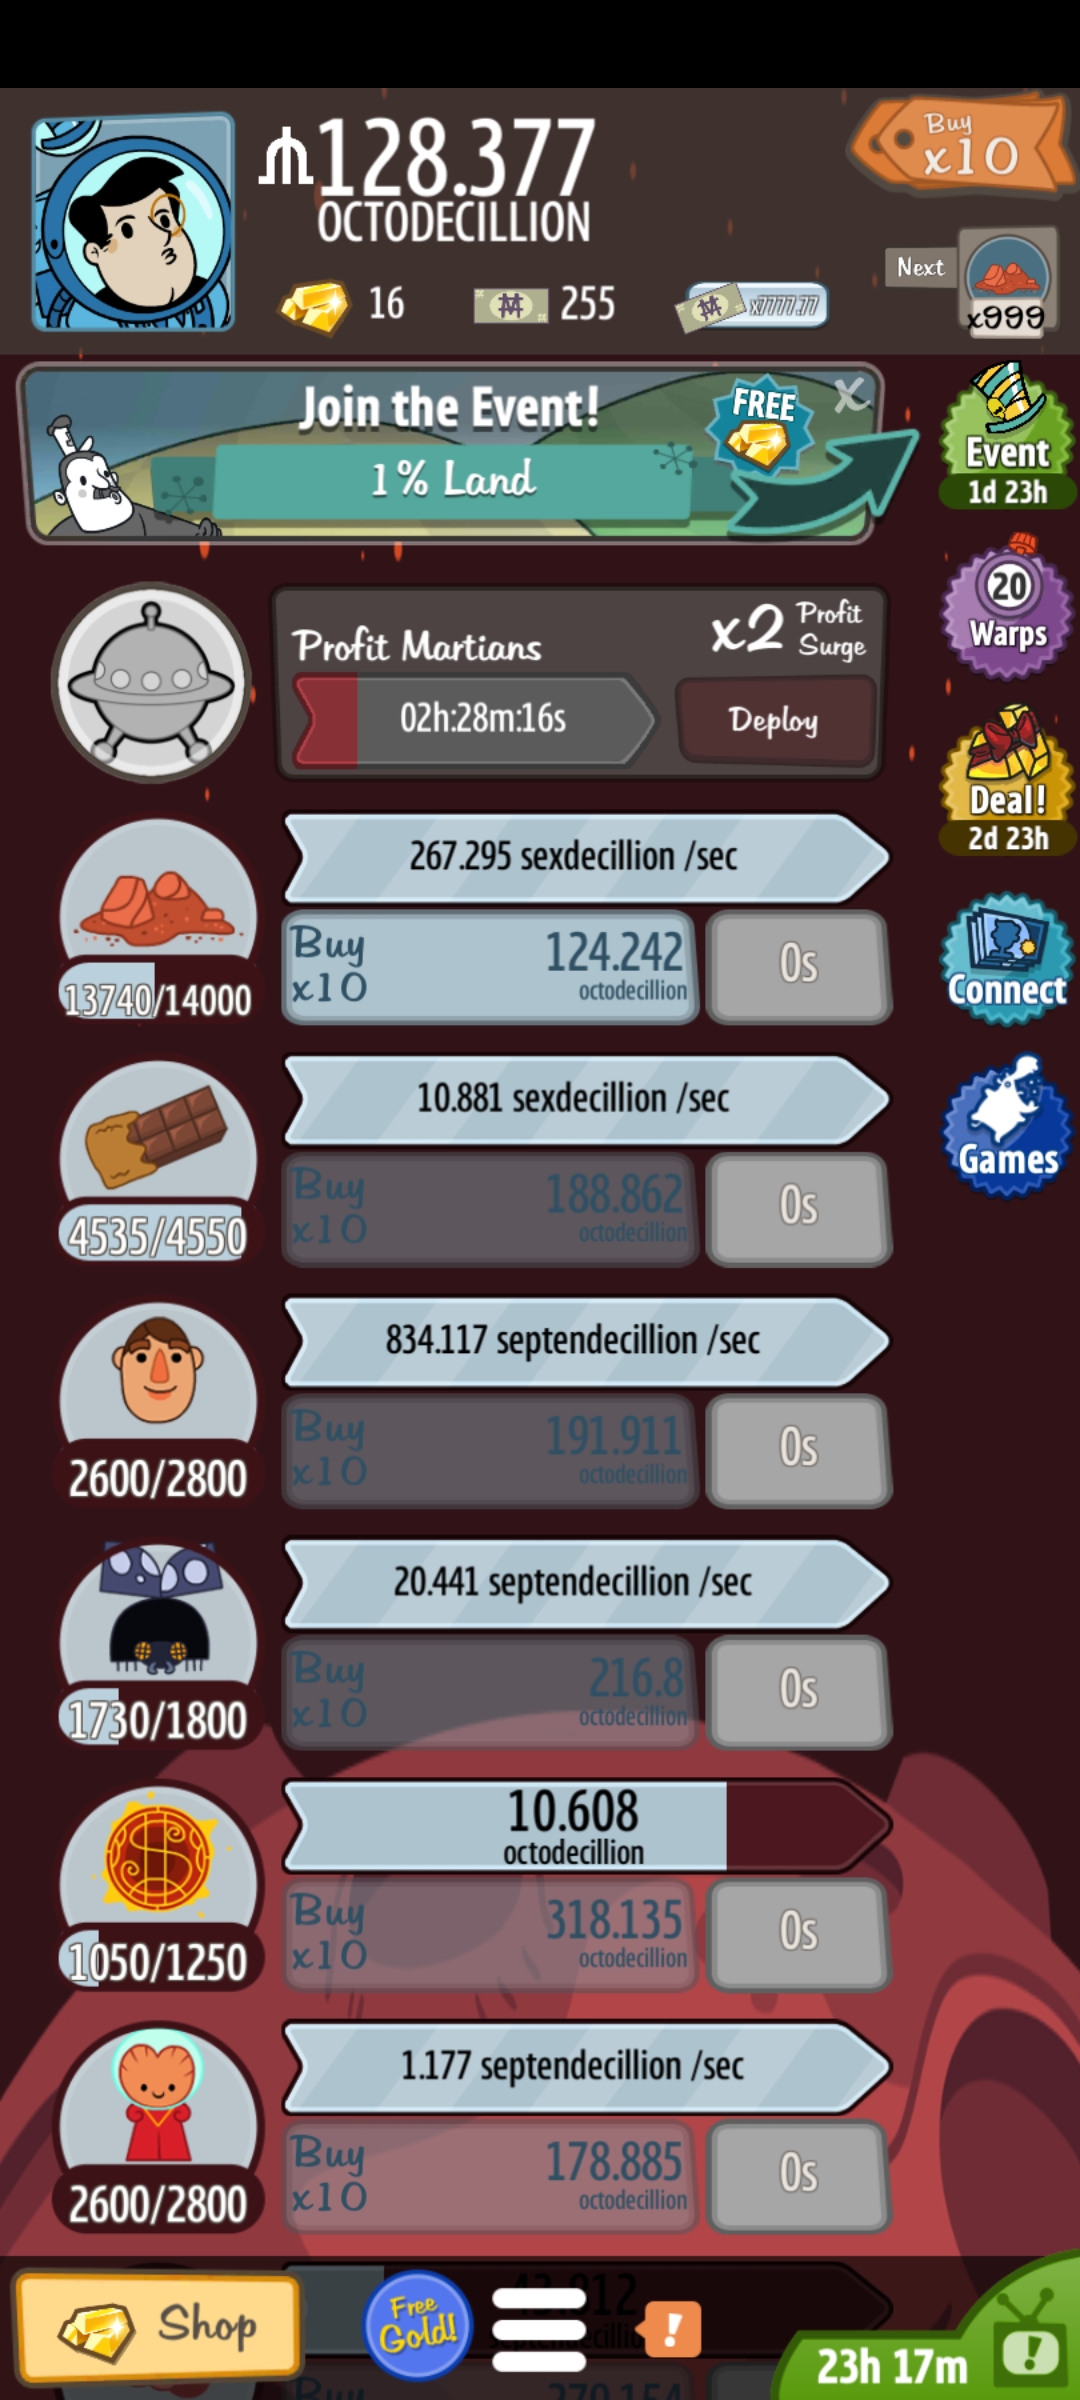 ₼128.377
OCTODECILLION
Buy
x10
16
255
x7777.77
Next
x999
Join the Event!
1% Land
FREE
X
Event
1d 23h
20
Warps
Profit Martians
x2 Profit
Surge
02h:28m:16s
Deploy
Deal!
2d 23h
267.295 sexdecillion /sec
Buy
x10
124.242
octodecillion
0s
13740/14000
Connect
10.881 sexdecillion /sec
Buy
x10
188.862
octodecillion
0s
4535/4550
Games
834.117 septendecillion /sec
Buy
x10
191.911
octodecillion
0s
2600/2800
20.441 septendecillion /sec
Buy
x10
216.8
octodecillion
0s
1730/1800
10.608
octodecillion
Buy
x10
318.135
octodecillion
0s
1050/1250
1.177 septendecillion /sec
Buy
x10
178.885
octodecillion
0s
2600/2800
Shop
Free
Gold!
!
23h 17m
!
Buy